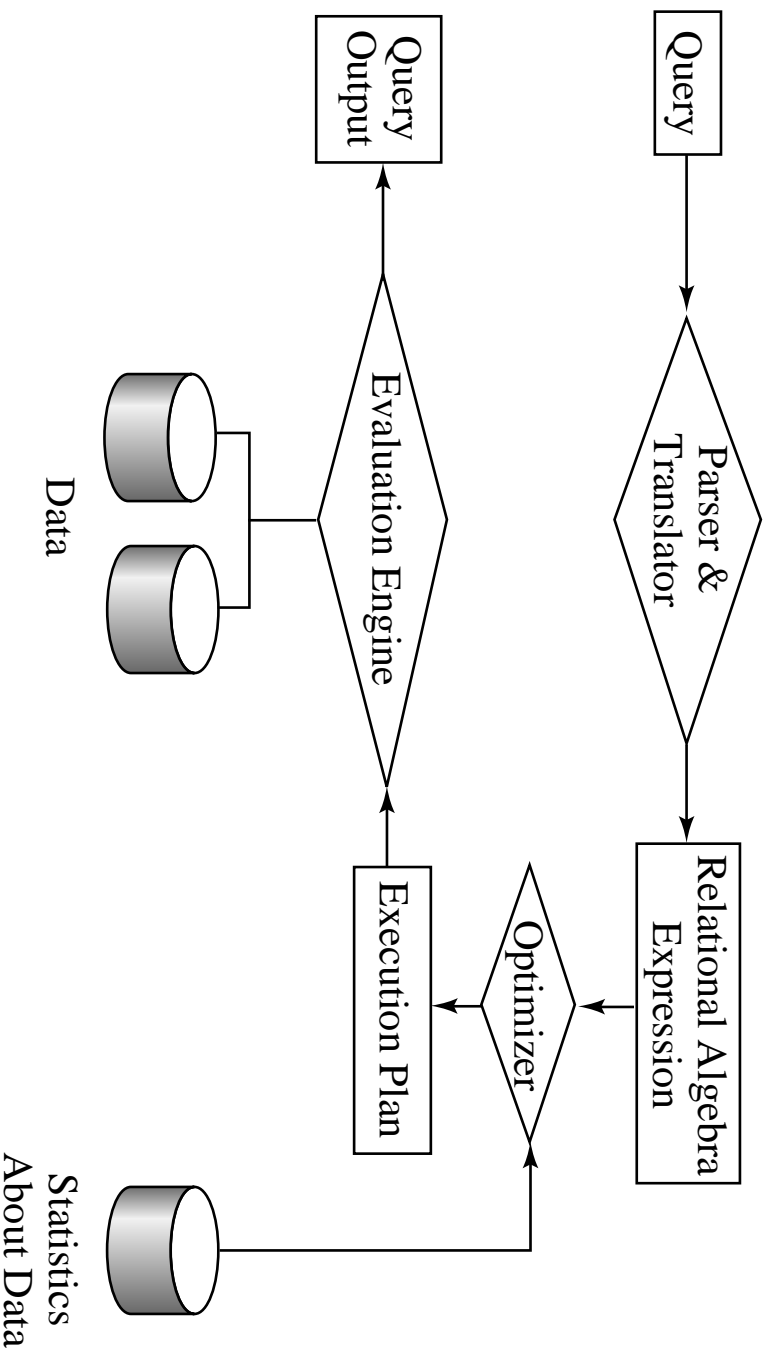 Query
Parser &
Translator
Relational Algebra
Expression
Optimizer
Execution Plan
Evaluation Engine
Query
Output
Data
Statistics
About Data